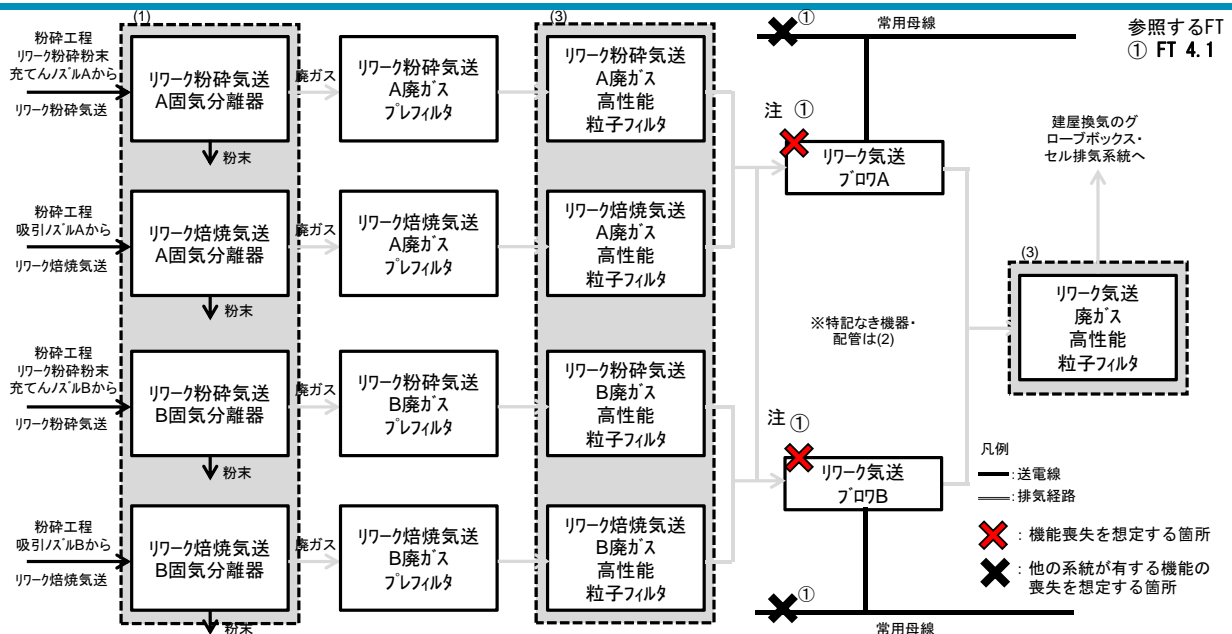 (1)
(3)
①
常用母線
参照するFT
① FT 4.1
粉砕工程
リワーク粉砕粉末
充てんノズルAから
リワーク粉砕気送
リワーク粉砕気送
A固気分離器
廃ガス
リワーク粉砕気送
A廃ガス
プレフィルタ
リワーク粉砕気送
A廃ガス
高性能
粒子フィルタ
粉末
注 ①
リワーク気送
ブロワA
建屋換気のグ
ローブボックス・
セル排気系統へ
粉砕工程
吸引ノズルAから
リワーク焙焼気送
リワーク焙焼気送
A固気分離器
廃ガス
リワーク焙焼気送
A廃ガス
プレフィルタ
リワーク焙焼気送
A廃ガス
高性能
粒子フィルタ
粉末
(3)
リワーク気送
廃ガス
高性能
粒子フィルタ
※特記なき機器・
配管は(2)
粉砕工程
リワーク粉砕粉末
充てんノズルBから
リワーク粉砕気送
リワーク粉砕気送
B固気分離器
廃ガス
リワーク粉砕気送
B廃ガス
プレフィルタ
リワーク粉砕気送
B廃ガス
高性能
粒子フィルタ
粉末
注 ①
リワーク気送
ブロワB
粉砕工程
吸引ノズルBから
リワーク焙焼気送
リワーク焙焼気送
B固気分離器
廃ガス
リワーク焙焼気送
B廃ガス
プレフィルタ
リワーク焙焼気送
B廃ガス
高性能
粒子フィルタ
粉末
①
常用母線
凡例
:送電線
:排気経路
: 機能喪失を想定する箇所
: 他の系統が有する機能の
喪失を想定する箇所